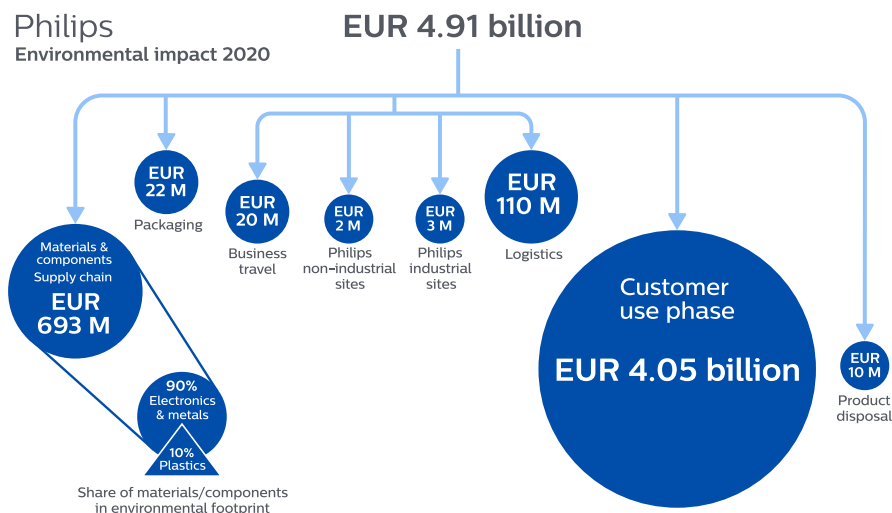 Philips
Environmental impact 2020
EUR 4.91 billion
Materials &
components
Supply chain
EUR
693 M
EUR
22 M
Packaging
EUR
20 M
Business
travel
EUR
2 M
Philips
non-industrial
sites
EUR
3 M
Philips
industrial
sites
EUR
110 M
Logistics
Customer
use phase
EUR 4.05 billion
EUR
10 M
Product
disposal
90%
Electronics
& metals
10%
Plastics
Share of materials/components
in environmental footprint